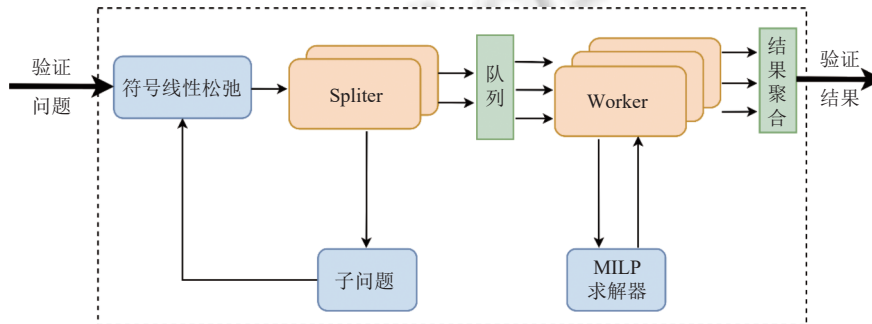 验证
问题
符号线性松弛
Spliter
队
列
Worker
结
果
聚
合
验证
结果
子问题
MILP
求解器